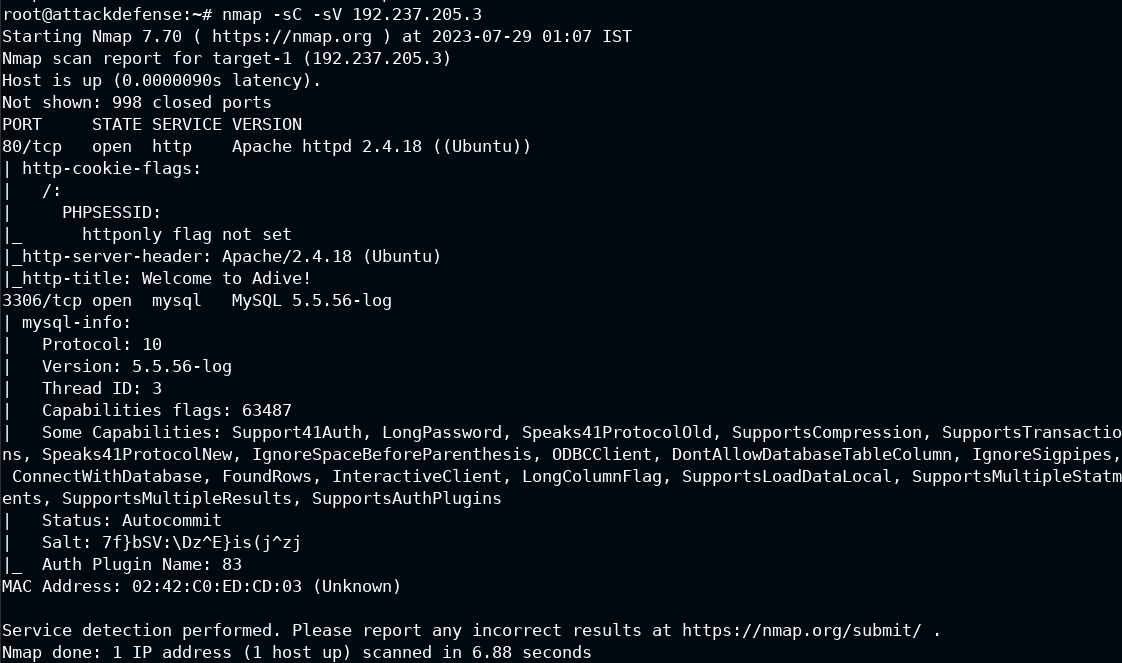 root@attackdefense:~# nmap -sC -sV 192.237.205.3
Starting Nmap 7.70 ( https://nmap.org ) at 2023-07-29 01:07 IST
Nmap scan report for target-1 (192.237.205.3)
Host is up (0.0000090s latency).
Not shown: 998 closed ports
PORT     STATE SERVICE VERSION
80/tcp   open  http    Apache httpd 2.4.18 ((Ubuntu))
| http-cookie-flags:
|   /:
|     PHPSESSID:
|_      httponly flag not set
|_http-server-header: Apache/2.4.18 (Ubuntu)
|_http-title: Welcome to Adive!
3306/tcp open  mysql   MySQL 5.5.56-log
| mysql-info:
|   Protocol: 10
|   Version: 5.5.56-log
|   Thread ID: 3
|   Capabilities flags: 63487
|   Some Capabilities: Support41Auth, LongPassword, Speaks41ProtocolOld, SupportsCompression, SupportsTransactio
ns, Speaks41ProtocolNew, IgnoreSpaceBeforeParenthesis, ODBCClient, DontAllowDatabaseTableColumn, IgnoreSigpipes,
 ConnectWithDatabase, FoundRows, InteractiveClient, LongColumnFlag, SupportsLoadDataLocal, SupportsMultipleStatm
ents, SupportsMultipleResults, SupportsAuthPlugins
|   Status: Autocommit
|   Salt: 7f}bSV:\Dz^E}is(j^zj
|_  Auth Plugin Name: 83
MAC Address: 02:42:C0:ED:CD:03 (Unknown)

Service detection performed. Please report any incorrect results at https://nmap.org/submit/ .
Nmap done: 1 IP address (1 host up) scanned in 6.88 seconds